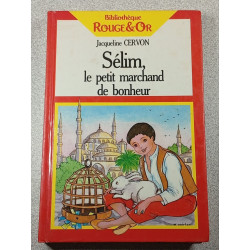 Bibliothèque
ROUGE&OR
Jacqueline CERVON
Sélim,
le petit marchand
de bonheur